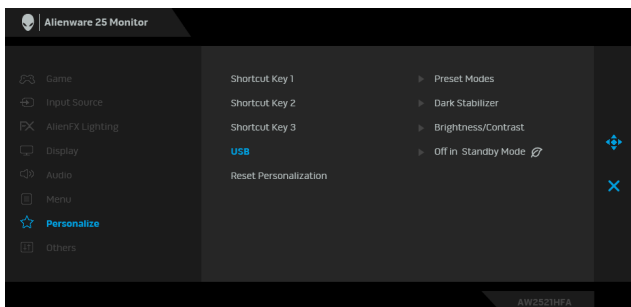 Alienware 25 Monitor
Game
Input Source
AlienFX Lighting
Display
Audio
Menu
Personalize
Others
Shortcut Key 1 Preset Modes
Shortcut Key 2 Dark Stabilizer
Shortcut Key 3 Brightness/Contrast
USB Off in Standby Mode
Reset Personalization
AW2521HFA